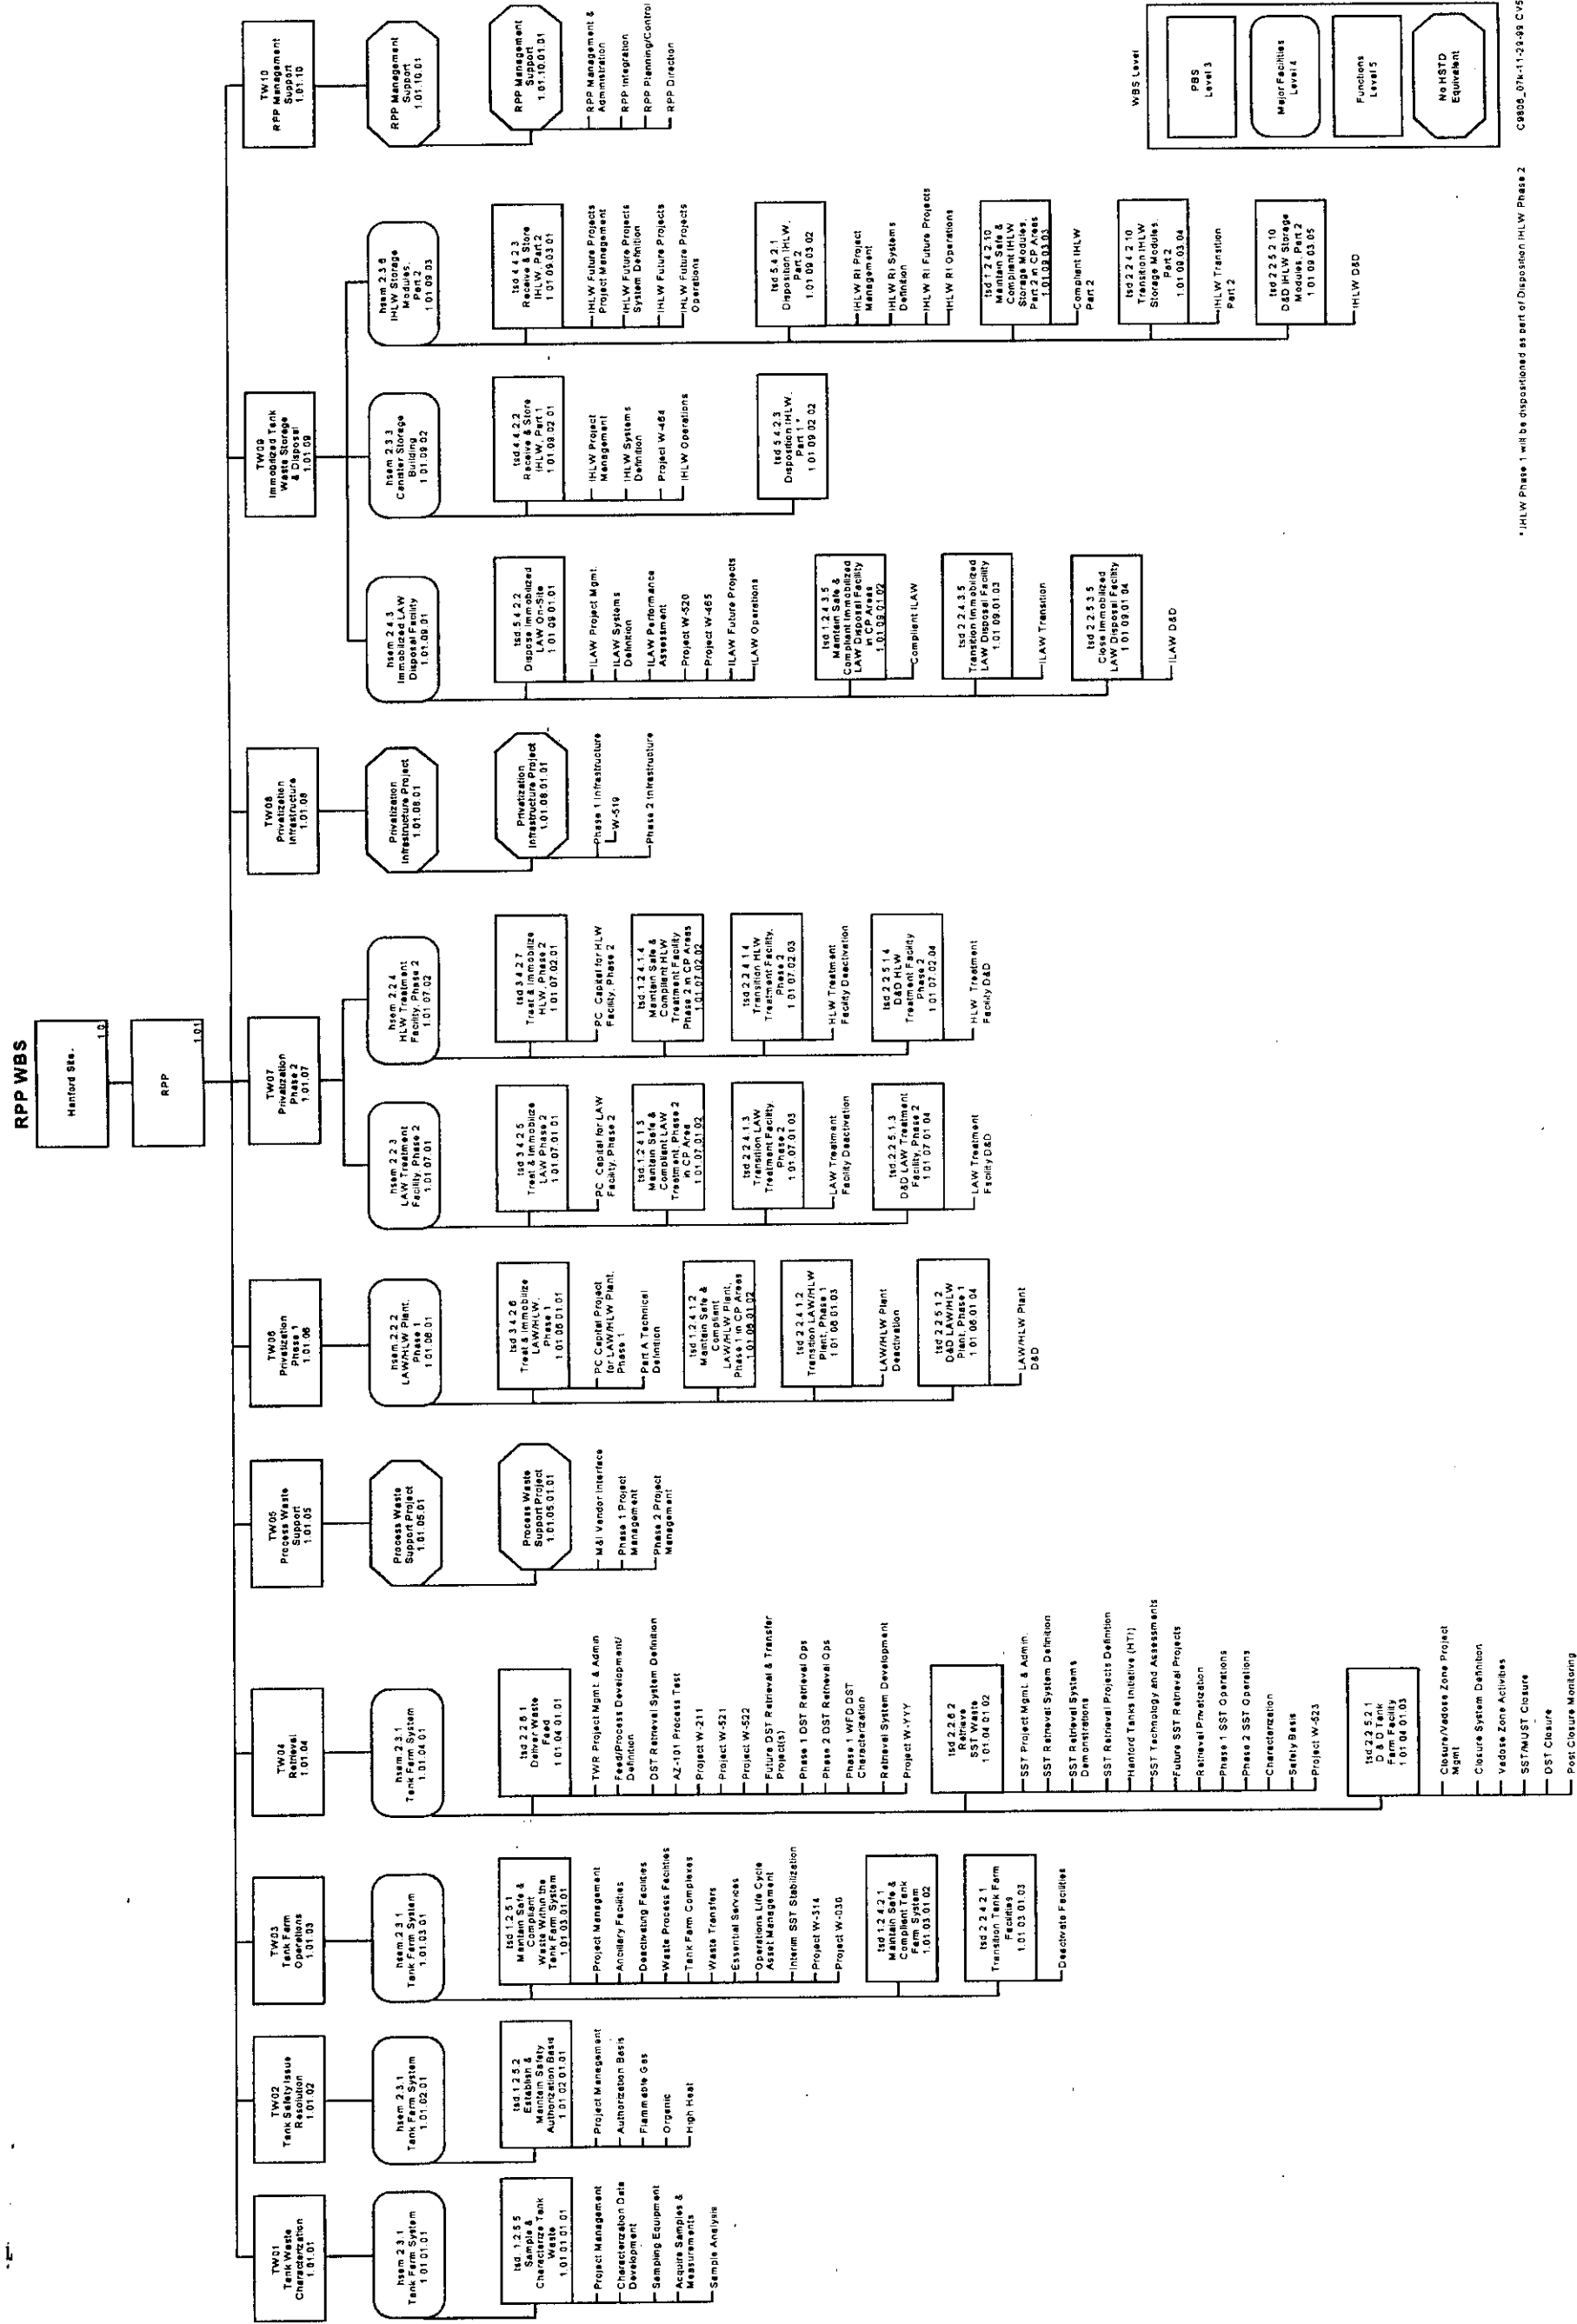 RPP WBS
Hanford Site.
1.0
RPP
1.01
TW01
Tank Waste
Characterization
1.01.01
hsem 2.3.1
Tank Farm System
1.01 01.01
tsd. 1.2.5 5
Sample &
Characterize Tank
Waste
1.01 01 01 01
Project Management
Characterization Data
Development
Sampling Equipment
Acquire Samples &
Measurements
Sample Analysis
TW02
Tank Safety Issue
Resolution
1.01.02
hsem 2.3.1
Tank Farm System
1.01.02.01
tsd.1 2 5.2
Establish &
Maintain Safety
Authorization Basis
1 01 02 01.01
Project Management
Authorization Basis
Flammable Gas
Organic
High Heat
TW03
Tank Farm
Operations
1.01.03
hsem 2.3 1
Tank Farm System
1.01.03 01
tsd 1.2 5 1
Maintain Safe &
Compliant
Waste Within the
Tank Farm System
1 01.03 01.01
Project Management
Ancillary Facilities
Deactivating Facilities
Waste Process Facilities
Tank Farm Complexes
Waste Transfers
Essential Services
Operations Life Cycle
Asset Management
Interim SST Stabilization
Project W-314
Project W-030
tsd 1.2 4.2 1
Maintain Safe &
Compliant Tank
Farm System
1.01 03 01 02
tsd 2 2 4 2 1
Transition Tank Farm
Facilities
1.01 03 01.03
Deactivate Facilities
TW04
Retrieval
1.01.04
hsem 2.3.1
Tank Farm System
1.01.04 01
tsd 2 2 6 1
Deliver Waste
Feed
1 01.04 01.01
TWR Project Mgmt. & Admin
Feed/Process Development/
Definition
DST Retrieval System Definition
AZ-101 Process Test
Project W-211
Project W-521
Project W-522
Future DST Retrieval & Transfer
Project(s)
Phase 1 DST Retrieval Ops
Phase 2 DST Retrieval Ops
Phase 1 WFD DST
Characterization
Retrieval System Development
Project W-YYY
tsd 2.2.6 2
Retrieve
SST Waste
1 01.04 01 02
SST Project Mgmt & Admin.
SST Retrieval System Definition
SST Retrieval Systems
Demonstrations
SST Retrieval Projects Definition
Hanford Tanks Initiative (HTI)
SST Technology and Assessments
Future SST Retrieval Projects
Retrieval Privatization
Phase 1 SST Operations
Phase 2 SST Operations
Characterization
Safety Basis
Project W-523
tsd 2.2 5.2 1
D & D Tank
Farm Facility
1 01 04 01.03
Closure/Vadose Zone Project
Mgmt
Closure System Definition
Vadose Zone Activities
SST/MUST Closure
DST Closure
Post Closure Monitoring
TW05
Process Waste
Support
1.01.05
Process Waste
Support Project
1.01.05.01
Process Waste
Support Project
1.01.05.01.01
M&I Vendor Interface
Phase 1 Project
Management
Phase 2 Project
Management
TW06
Privatization
Phase 1
1.01.06
hsem.2.2.2
LAW/HLW Plant.
Phase 1
1.01.06.01
tsd 3 4 2 6
Treat & Immobilize
LAW/HLW.
Phase 1
1 01 06 01.01
PC Capital Project
for LAW/HLW Plant.
Phase 1
Part A Technical
Definition
tsd 1.2 4 1 2
Maintain Safe &
Compliant
LAW/HLW Plant,
Phase 1 in CP Areas
1.01 06 01 02
tsd 2 2 4 1.2
Transition LAW/HLW
Plant, Phase 1
1 01 06 01.03
LAW/HLW Plant
Deactivation
tsd 2 2 5 1 2
D&D LAW/HLW
Plant, Phase 1
1 01 06.01 04
LAW/HLW Plant
D&D
TW07
Privatization
Phase 2
1.01.07
hsem 2 2 3
LAW Treatment
Facility, Phase 2
1.01 07.01
tsd 3 4 2 5
Treat & Immobilize
LAW Phase 2
1 01.07.01 01
PC Capital for LAW
Facility. Phase 2
tsd.1.2 4 1 3
Maintain Safe &
Compliant LAW
Treatment, Phase 2
in CP Area
1.01.07.01 02
tsd 2 2 4.1.3
Transition LAW
Treatment Facility.
Phase 2
1 01.07.01 03
LAW Treatment
Facility Deactivation
tsd.2.2 5.1.3
D&D LAW Treatment
Facility, Phase 2
1 01 07 01 04
LAW Treatment
Facility D&D
hsem 2.2 4
HLW Treatment
Facility, Phase 2
1.01 07.02
tsd 3 4 2 7
Treat & Immobilize
HLW, Phase 2
1 01 07.02.01
PC Capital for HLW
Facility, Phase 2
tsd.1.2 4.1.4
Maintain Safe &
Compliant HLW
Treatment Facility
Phase 2 in CP Areas
1.01.07.02 02
tsd 2 2 4 1 4
Transition HLW
Treatment Facility.
Phase 2
1 01 07.02.03
HLW Treatment
Facility Deactivation
tsd 2 2 5 1 4
D&D HLW
Treatment Facility
Phase 2
1 01 07.02.04
HLW Treatment
Facility D&D
TW08
Privatization
Infrastructure
1.01.08
Privatization
Infrastructure Project
1.01.08.01
Privatization
Infrastructure Project
1.01.08 01.01
Phase 1 Infrastructure
W-519
Phase 2 Infrastructure
TW09
Immobilized Tank
Waste Storage
& Disposal
1.01 09
hsem 2.4 3
Immobilized LAW
Disposal Facility
1.01.09.01
tsd.5.4.2.2
Dispose Immobilized
LAW On-Site
1 01 09 01.01
ILAW Project Mgmt.
ILAW Systems
Definition
ILAW Performance
Assessment
Project W-520
Project W-465
ILAW Future Projects
ILAW Operations
tsd 1.2.4 3.5
Maintain Safe &
Compliant Immobilized
LAW Disposal Facility
in CP Areas
1 01 09 01 02
Compliant ILAW
tsd 2 2.4.3.5
Transition Immobilized
LAW Disposal Facility
1 01 09.01.03
ILAW Transition
tsd 2.2.5.3 5
Close Immobilized
LAW Disposal Facility
1 01 09.01 04
ILAW D&D
hsem 2 3 3
Canister Storage
Building
1 01.09 02
tsd.4.4.2.2
Receive & Store
IHLW, Part 1
1 01 09.02 01
IHLW Project
Management
IHLW Systems
Definition
Project W-464
IHLW Operations
tsd 5 4.2.3
Disposition IHLW.
Part 1 *
1 01 09 02 02
hsem 2.3 6
IHLW Storage
Modules.
Part 2
1 01 09 03
tsd 4 4 2 3
Receive & Store
IHLW, Part 2
1 01 09 03 01
IHLW Future Projects
Project Management
IHLW Future Projects
System Definition
IHLW Future Projects
IHLW Future Projects
Operations
tsd 5 4 2.1
Disposition IHLW.
Part 2
1 01 09 03 02
IHLW RI Project
Management
IHLW RI Systems
Definition
IHLW RI Future Projects
IHLW RI Operations
tsd 1 2 4 2.10
Maintain Safe &
Compliant IHLW
Storage Modules.
Part 2 in CP Areas
1 01 09 03 03
Compliant IHLW
Part 2
tsd 2 2 4 2 10
Transition IHLW
Storage Modules.
Part 2
1 01 09.03.04
IHLW Transition
Part 2
tsd 2 2 5 2 10
D&D IHLW Storage
Modules, Part 2
1 01 09 03.05
IHLW D&D
TW10
RPP Management
Support
1.01.10
RPP Management
Support
1.01.10.01
RPP Management
Support
1.01.10.01.01
RPP Management &
Administration
RPP Integration
RPP Planning/Control
RPP Direction
WBS Level
PBS
Level 3
Major Facilities
Level 4
Functions
Level 5
No HSTD
Equivalent
*IHLW Phase 1 will be dispositioned as part of Disposition IHLW Phase 2
C9806_07k-11-29-99 CV5